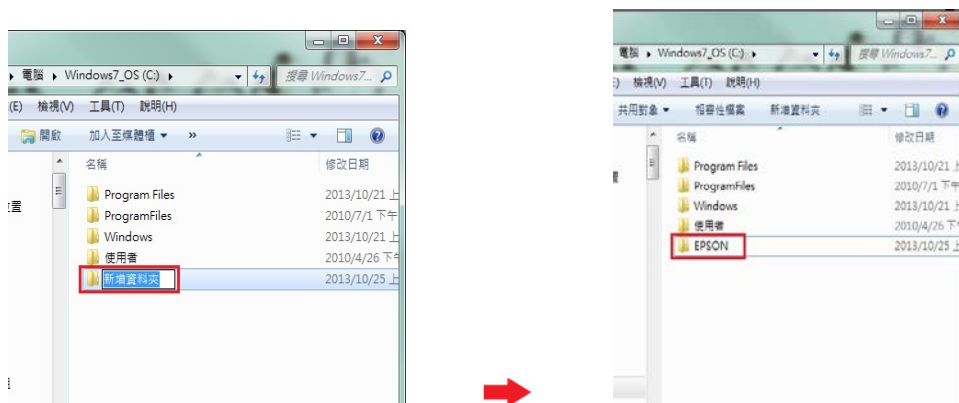 電腦 ▸ Windows7_OS (C:) ▸
搜尋 Windows7...
(E) 檢視(V) 工具(T) 說明(H)
開啟 加入至媒體櫃 »
名稱 修改日期
Program Files 2013/10/21 上
ProgramFiles 2010/7/1 下午
Windows 2013/10/21 上
使用者 2010/4/26 下午
新增資料夾 2013/10/25 上
電腦 ▸ Windows7_OS (C:) ▸
搜尋 Windows7...
) 檢視(V) 工具(T) 說明(H)
共用對象 相容性檔案 新增資料夾
名稱 修改日期
Program Files 2013/10/21 上
ProgramFiles 2010/7/1 下午
Windows 2013/10/21 上
使用者 2010/4/26 下午
EPSON 2013/10/25 上